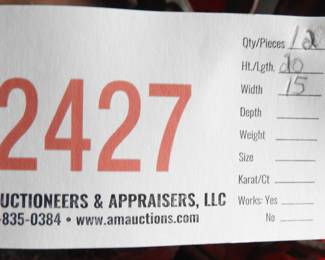 Qty/Pieces 12
Ht./Lgth. 20
Width 15
Depth
Weight
Size
Karat/Ct
Works: Yes
No
2427
UCTIONEERS & APPRAISERS, LLC
-835-0384 • www.amauctions.com